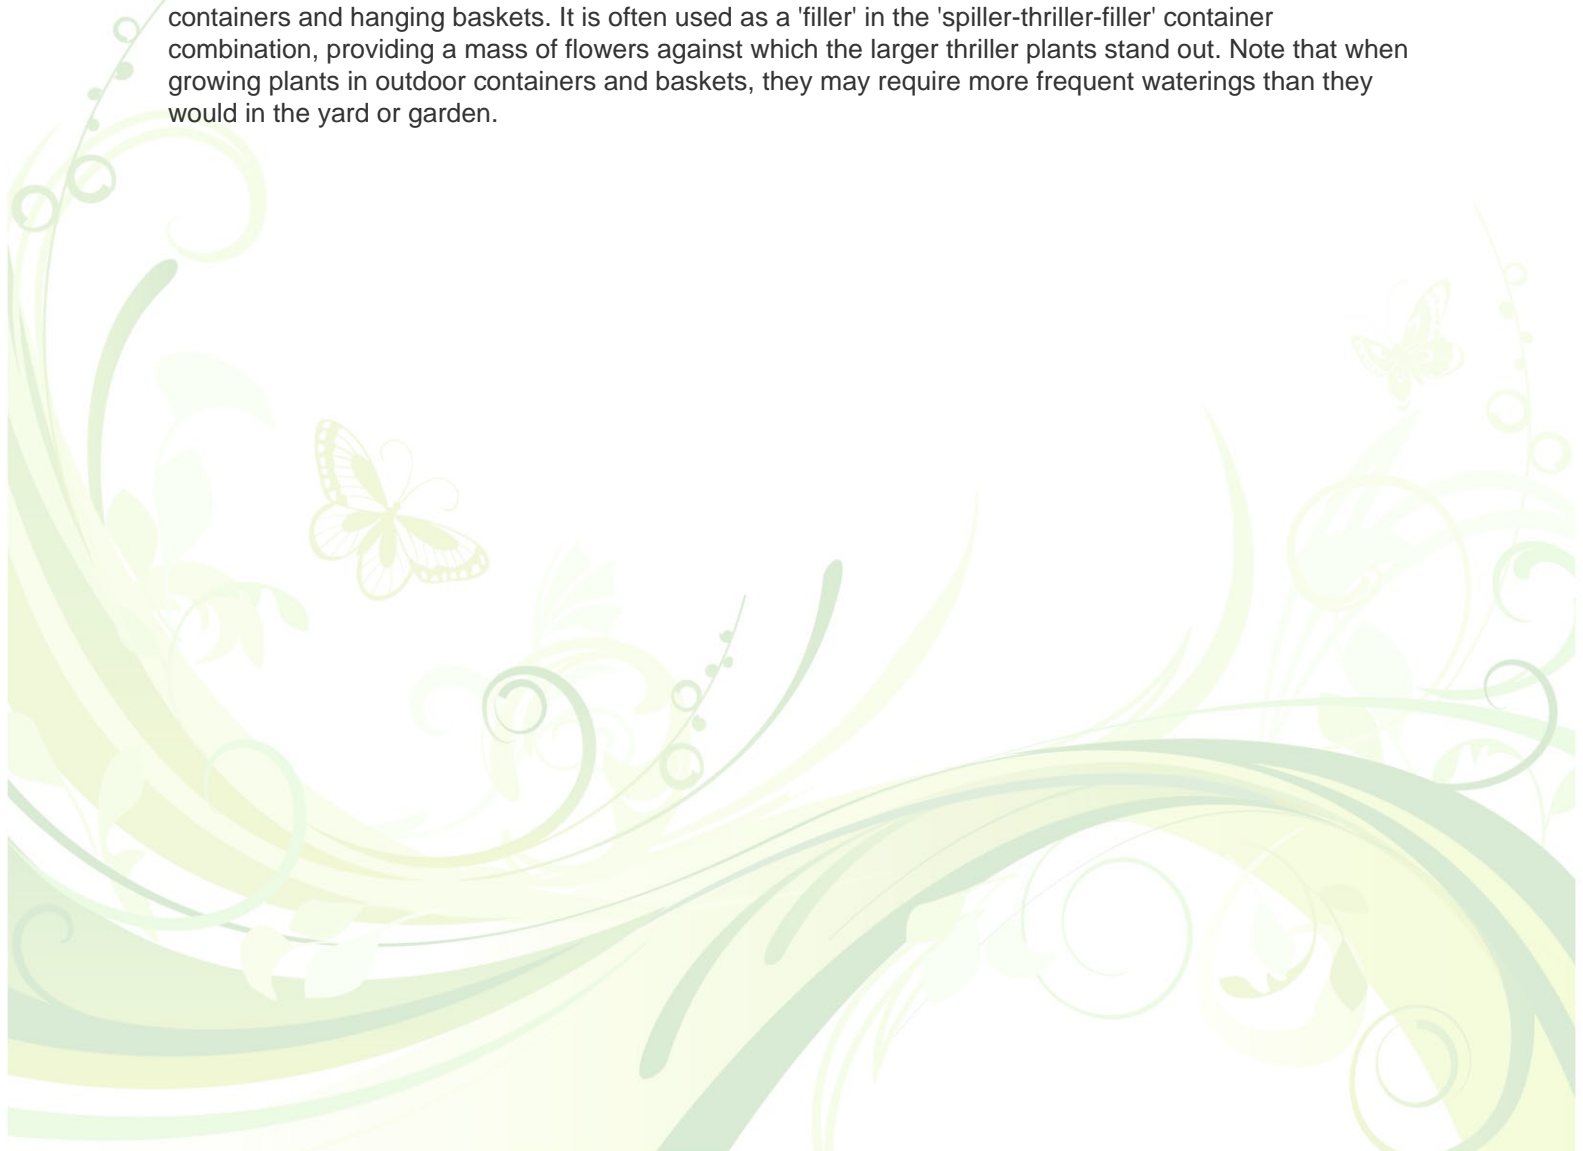 containers and hanging baskets. It is often used as a 'filler' in the 'spiller-thriller-filler' container
combination, providing a mass of flowers against which the larger thriller plants stand out. Note that when
growing plants in outdoor containers and baskets, they may require more frequent waterings than they
would in the yard or garden.